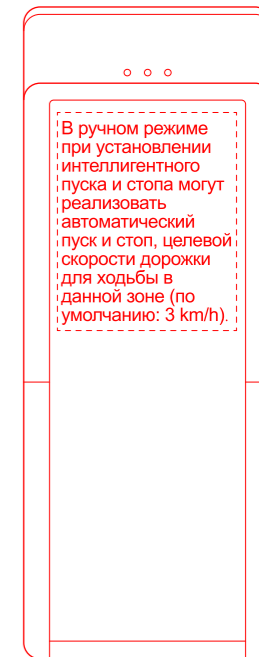 В ручном режиме
при установлении
интеллигентного
пуска и стопа могут
реализовать
автоматический
пуск и стоп, целевой
скорости дорожки
для ходьбы в
данной зоне (по
умолчанию: 3 km/h).